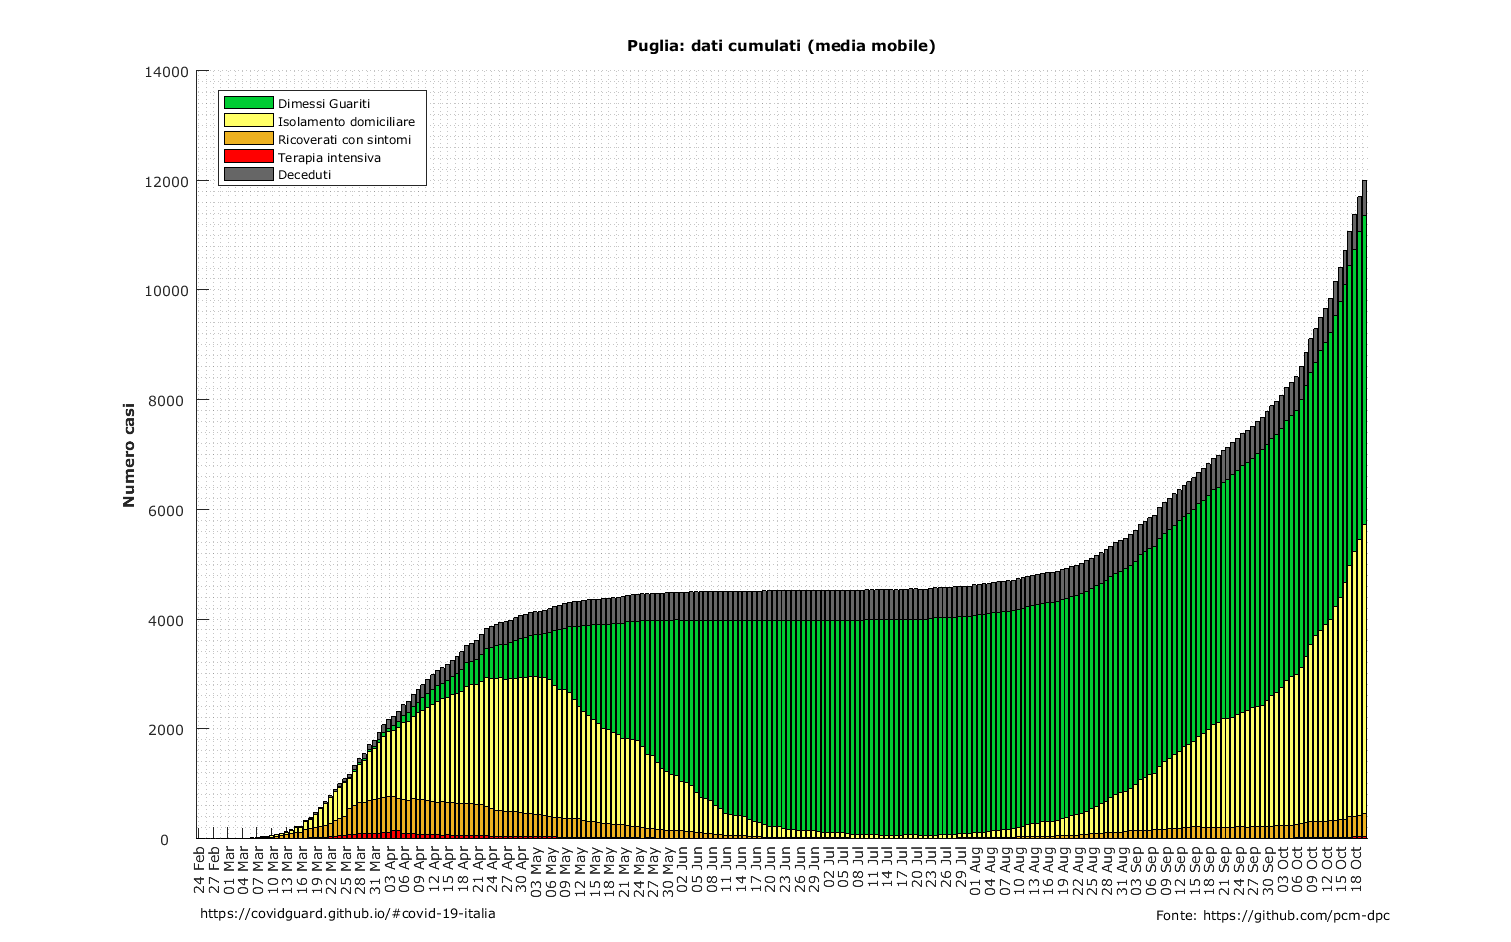 Puglia: dati cumulati (media mobile)
14000
12000
10000
8000
6000
4000
2000
0
Numero casi
Dimessi Guariti
Isolamento domiciliare
Ricoverati con sintomi
Terapia intensiva
Deceduti
24 Feb
27 Feb
01 Mar
04 Mar
07 Mar
10 Mar
13 Mar
16 Mar
19 Mar
22 Mar
25 Mar
28 Mar
31 Mar
03 Apr
06 Apr
09 Apr
12 Apr
15 Apr
18 Apr
21 Apr
24 Apr
27 Apr
30 Apr
03 May
06 May
09 May
12 May
15 May
18 May
21 May
24 May
27 May
30 May
02 Jun
05 Jun
08 Jun
11 Jun
14 Jun
17 Jun
20 Jun
23 Jun
26 Jun
29 Jun
02 Jul
05 Jul
08 Jul
11 Jul
14 Jul
17 Jul
20 Jul
23 Jul
26 Jul
29 Jul
01 Aug
04 Aug
07 Aug
10 Aug
13 Aug
16 Aug
19 Aug
22 Aug
25 Aug
28 Aug
31 Aug
03 Sep
06 Sep
09 Sep
12 Sep
15 Sep
18 Sep
21 Sep
24 Sep
27 Sep
30 Sep
03 Oct
06 Oct
09 Oct
12 Oct
15 Oct
18 Oct
https://covidguard.github.io/#covid-19-italia
Fonte: https://github.com/pcm-dpc